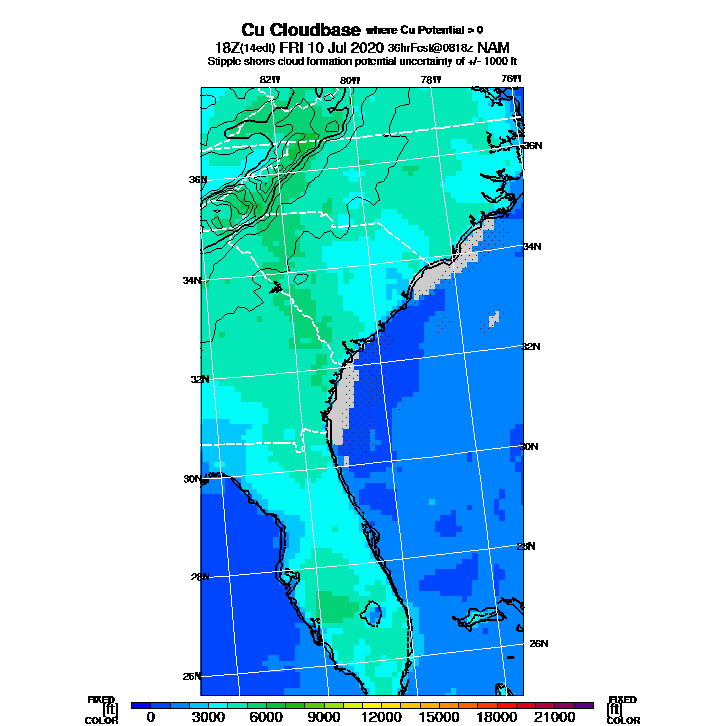 Cu Cloudbase where Cu Potential > 0
18Z(14edt) FRI 10 Jul 2020 36hrFcst@0818z NAM
Stipple shows cloud formation potential uncertainty of +/- 1000 ft
82W 80W 78W 76W
36N
36N
34N
34N
32N
32N
30N
30N
28N
28N
26N
26N
FIXED FIXED
[ft] [ft]
COLOR COLOR
0 3000 6000 9000 12000 15000 18000 21000